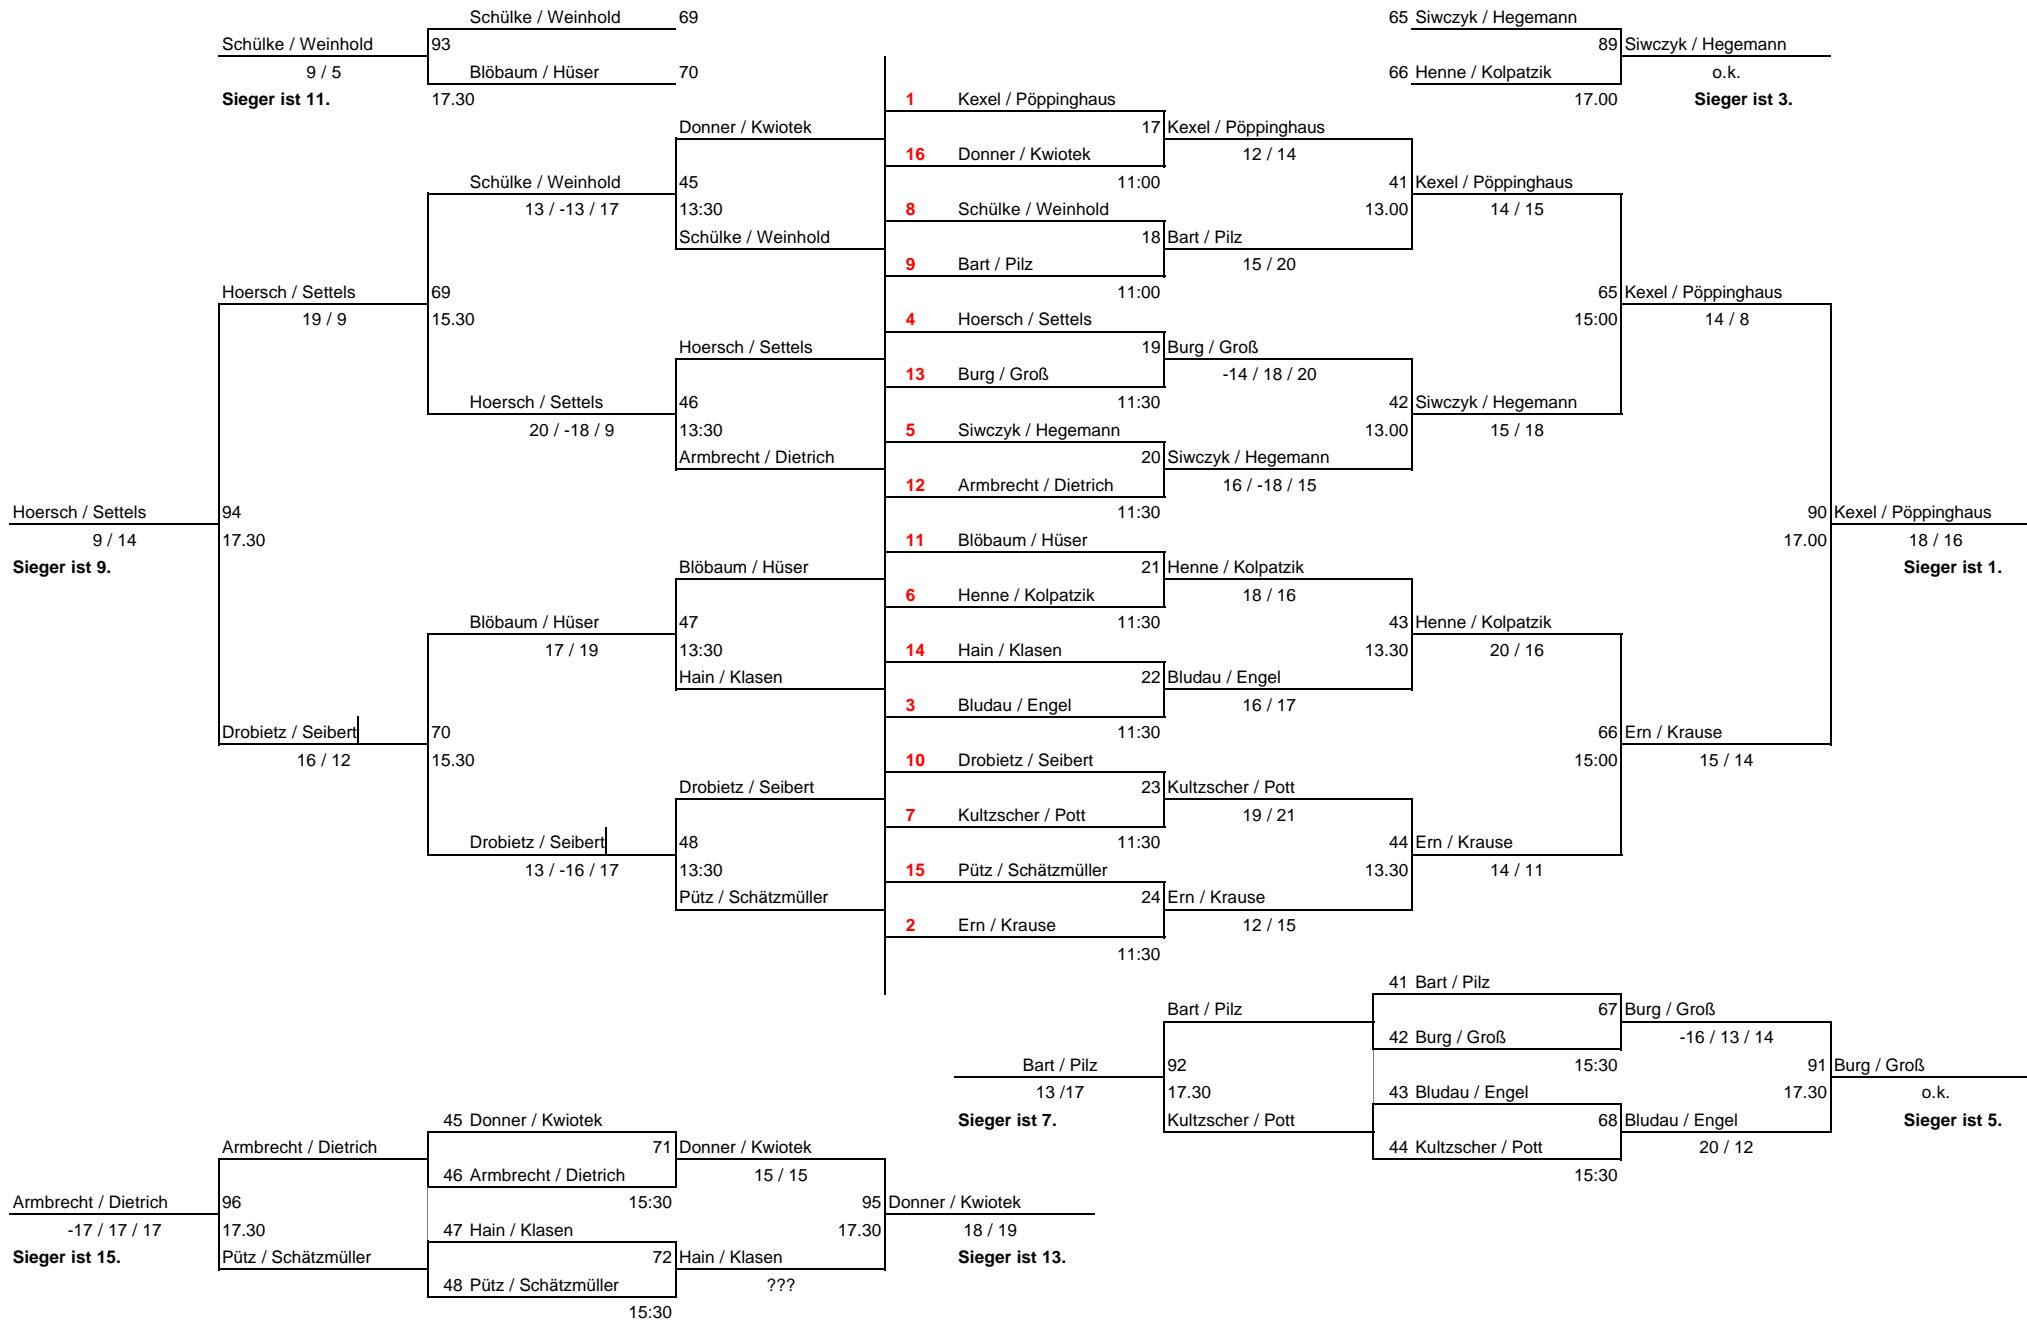 Schülke / Weinhold 69 65 Siwczyk / Hegemann
Schülke / Weinhold 93 89 Siwczyk / Hegemann
9 / 5 Blöbaum / Hüser 70 66 Henne / Kolpatzik o.k.
Sieger ist 11. 17.30 1 Kexel / Pöppinghaus 17.00 Sieger ist 3.
Donner / Kwiotek 17 Kexel / Pöppinghaus
16 Donner / Kwiotek 12 / 14
Schülke / Weinhold 45 11:00 41 Kexel / Pöppinghaus
13 / -13 / 17 13:30 8 Schülke / Weinhold 13.00 14 / 15
Schülke / Weinhold 18 Bart / Pilz
9 Bart / Pilz 15 / 20
Hoersch / Settels 69 11:00 65 Kexel / Pöppinghaus
19 / 9 15.30 4 Hoersch / Settels 15:00 14 / 8
Hoersch / Settels 19 Burg / Groß
13 Burg / Groß -14 / 18 / 20
Hoersch / Settels 46 11:30 42 Siwczyk / Hegemann
20 / -18 / 9 13:30 5 Siwczyk / Hegemann 13.00 15 / 18
Armbrecht / Dietrich 20 Siwczyk / Hegemann
12 Armbrecht / Dietrich 16 / -18 / 15
Hoersch / Settels 94 11:30 90 Kexel / Pöppinghaus
9 / 14 17.30 11 Blöbaum / Hüser 17.00 18 / 16
Sieger ist 9. Blöbaum / Hüser 21 Henne / Kolpatzik Sieger ist 1.
6 Henne / Kolpatzik 18 / 16
Blöbaum / Hüser 47 11:30 43 Henne / Kolpatzik
17 / 19 13:30 14 Hain / Klasen 13.30 20 / 16
Hain / Klasen 22 Bludau / Engel
3 Bludau / Engel 16 / 17
Drobietz / Seibert 70 11:30 66 Ern / Krause
16 / 12 15.30 10 Drobietz / Seibert 15:00 15 / 14
Drobietz / Seibert 23 Kultzscher / Pott
7 Kultzscher / Pott 19 / 21
Drobietz / Seibert 48 11:30 44 Ern / Krause
13 / -16 / 17 13:30 15 Pütz / Schätzmüller 13.30 14 / 11
Pütz / Schätzmüller 24 Ern / Krause
2 Ern / Krause 12 / 15
11:30
41 Bart / Pilz
Bart / Pilz 67 Burg / Groß
42 Burg / Groß -16 / 13 / 14
Bart / Pilz 92 15:30 91 Burg / Groß
13 /17 17.30 43 Bludau / Engel 17.30 o.k.
45 Donner / Kwiotek Sieger ist 7. Kultzscher / Pott 68 Bludau / Engel Sieger ist 5.
Armbrecht / Dietrich 71 Donner / Kwiotek 44 Kultzscher / Pott 20 / 12
46 Armbrecht / Dietrich 15 / 15 15:30
Armbrecht / Dietrich 96 15:30 95 Donner / Kwiotek
-17 / 17 / 17 17.30 47 Hain / Klasen 17.30 18 / 19
Sieger ist 15. Pütz / Schätzmüller 72 Hain / Klasen Sieger ist 13.
48 Pütz / Schätzmüller ???
15:30